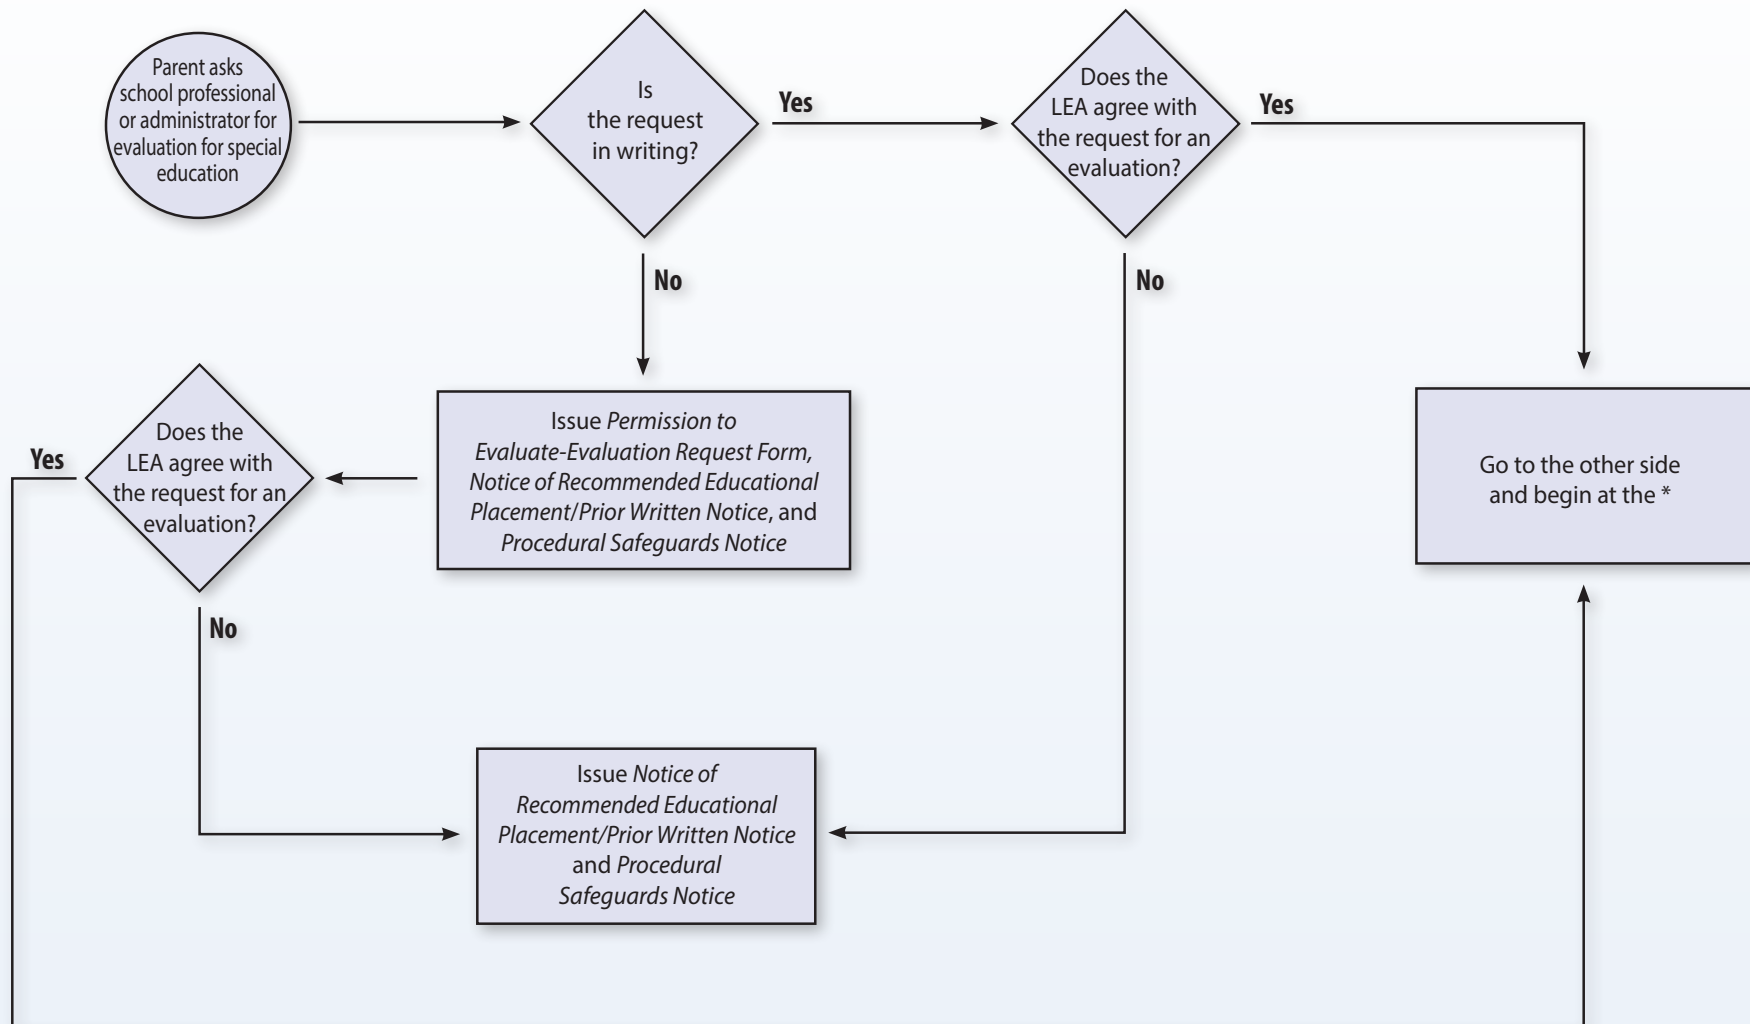 Parent asks
school professional
or administrator for
evaluation for special
education
Is
the request
in writing?
Yes
Does the
LEA agree with
the request for an
evaluation?
Yes
No
No
Issue Permission to
Evaluate-Evaluation Request Form,
Notice of Recommended Educational
Placement/Prior Written Notice, and
Procedural Safeguards Notice
Does the
LEA agree with
the request for an
evaluation?
Yes
No
Go to the other side
and begin at the *
Issue Notice of
Recommended Educational
Placement/Prior Written Notice
and Procedural
Safeguards Notice